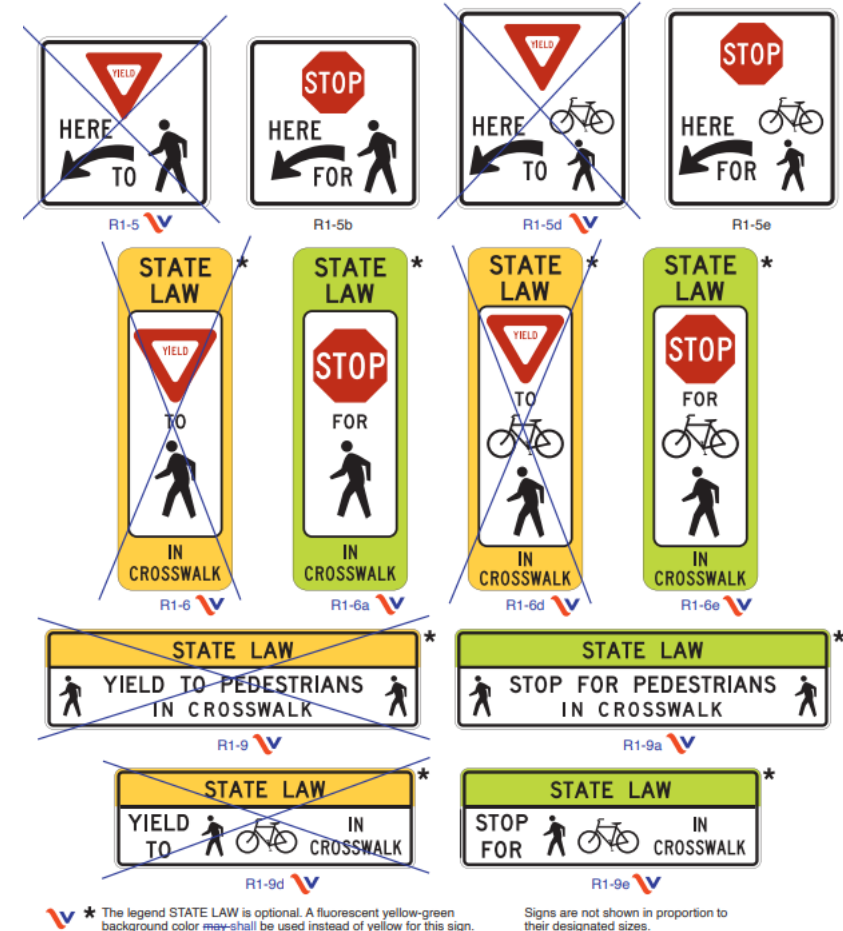 YIELD
HERE
TO
R1-5
STOP
HERE
FOR
R1-5b
YIELD
HERE
TO
R1-5d
STOP
HERE
FOR
R1-5e
STATE
LAW
*
YIELD
TO
IN
CROSSWALK
R1-6
STATE
LAW
*
STOP
FOR
IN
CROSSWALK
R1-6a
STATE
LAW
*
YIELD
TO
IN
CROSSWALK
R1-6d
STATE
LAW
*
STOP
FOR
IN
CROSSWALK
R1-6e
STATE LAW *
YIELD TO PEDESTRIANS
IN CROSSWALK
R1-9
STATE LAW *
STOP FOR PEDESTRIANS
IN CROSSWALK
R1-9a
STATE LAW *
YIELD
TO
IN
CROSSWALK
R1-9d
STATE LAW *
STOP
FOR
IN
CROSSWALK
R1-9e
* The legend STATE LAW is optional. A fluorescent yellow-green
background color may shall be used instead of yellow for this sign.
Signs are not shown in proportion to
their designated sizes.